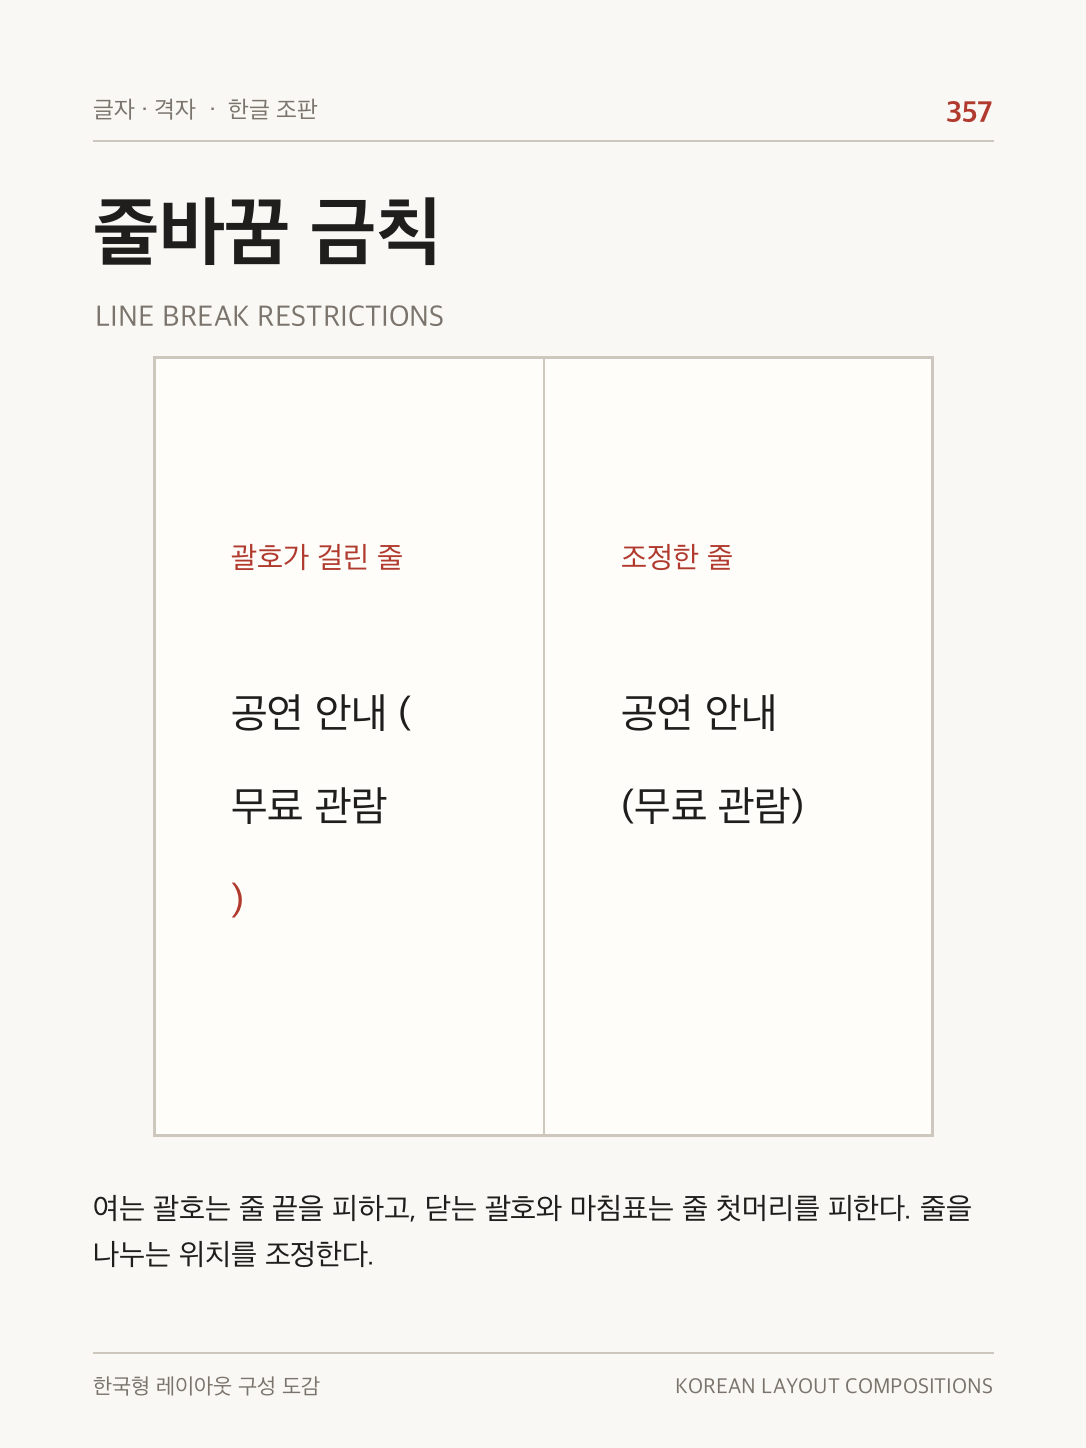 글자 · 격자 · 한글 조판
357
줄바꿈 금칙
LINE BREAK RESTRICTIONS
괄호가 걸린 줄
공연 안내 (
무료 관람
)
조정한 줄
공연 안내
(무료 관람)
여는 괄호는 줄 끝을 피하고, 닫는 괄호와 마침표는 줄 첫머리를 피한다. 줄을
나누는 위치를 조정한다.
한국형 레이아웃 구성 도감
KOREAN LAYOUT COMPOSITIONS